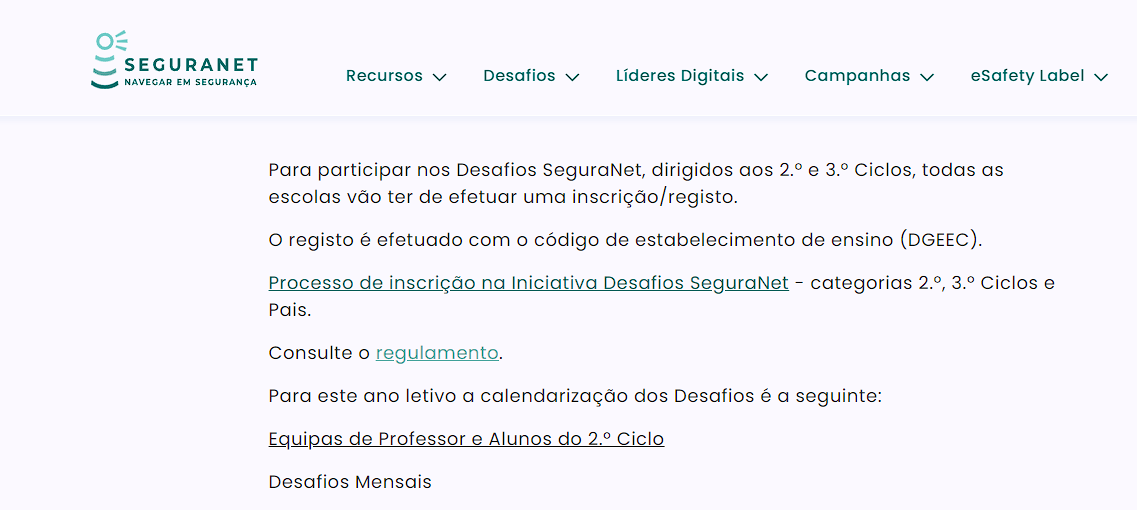 SEGURANET
NAVEGAR EM SEGURANÇA
Recursos Desafios Líderes Digitais Campanhas eSafety Label
Para participar nos Desafios SeguraNet, dirigidos aos 2.º e 3.º Ciclos, todas as
escolas vão ter de efetuar uma inscrição/registo.
O registo é efetuado com o código de estabelecimento de ensino (DGEEC).
Processo de inscrição na Iniciativa Desafios SeguraNet - categorias 2.º, 3.º Ciclos e
Pais.
Consulte o regulamento.
Para este ano letivo a calendarização dos Desafios é a seguinte:
Equipas de Professor e Alunos do 2.º Ciclo
Desafios Mensais